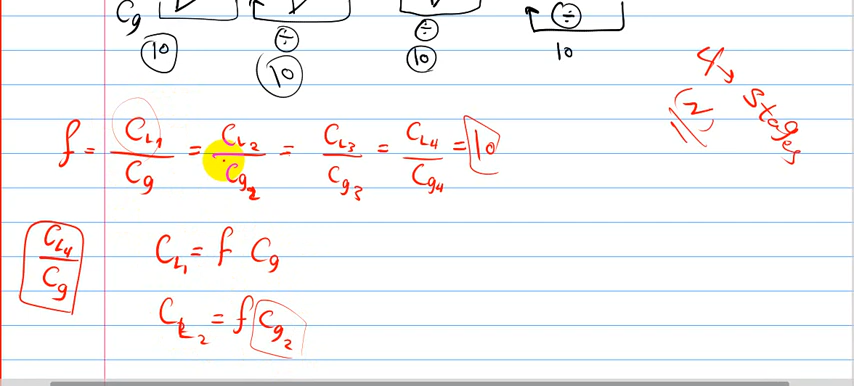 Cg
÷ ÷ ÷
10 10 10 10
4 → stages
f = CL1/Cg = CL2/Cg2 = CL3/Cg3 = CL4/Cg4 = 10
CL4/Cg
CL1 = f Cg
CL2 = f Cg2